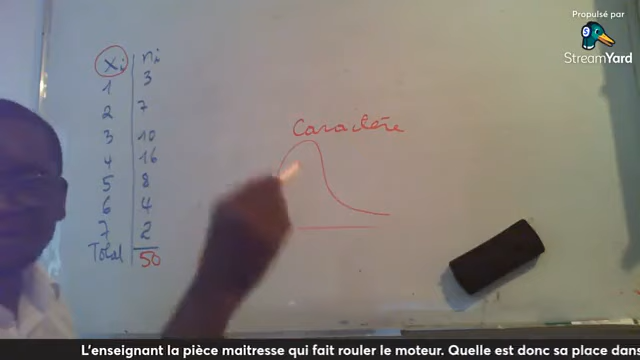 Propulsé par
StreamYard
xi ni
1 3
2 7
3 10
4 16
5 8
6 4
7 2
Total 50
Caractère
L'enseignant la pièce maitresse qui fait rouler le moteur. Quelle est donc sa place dans